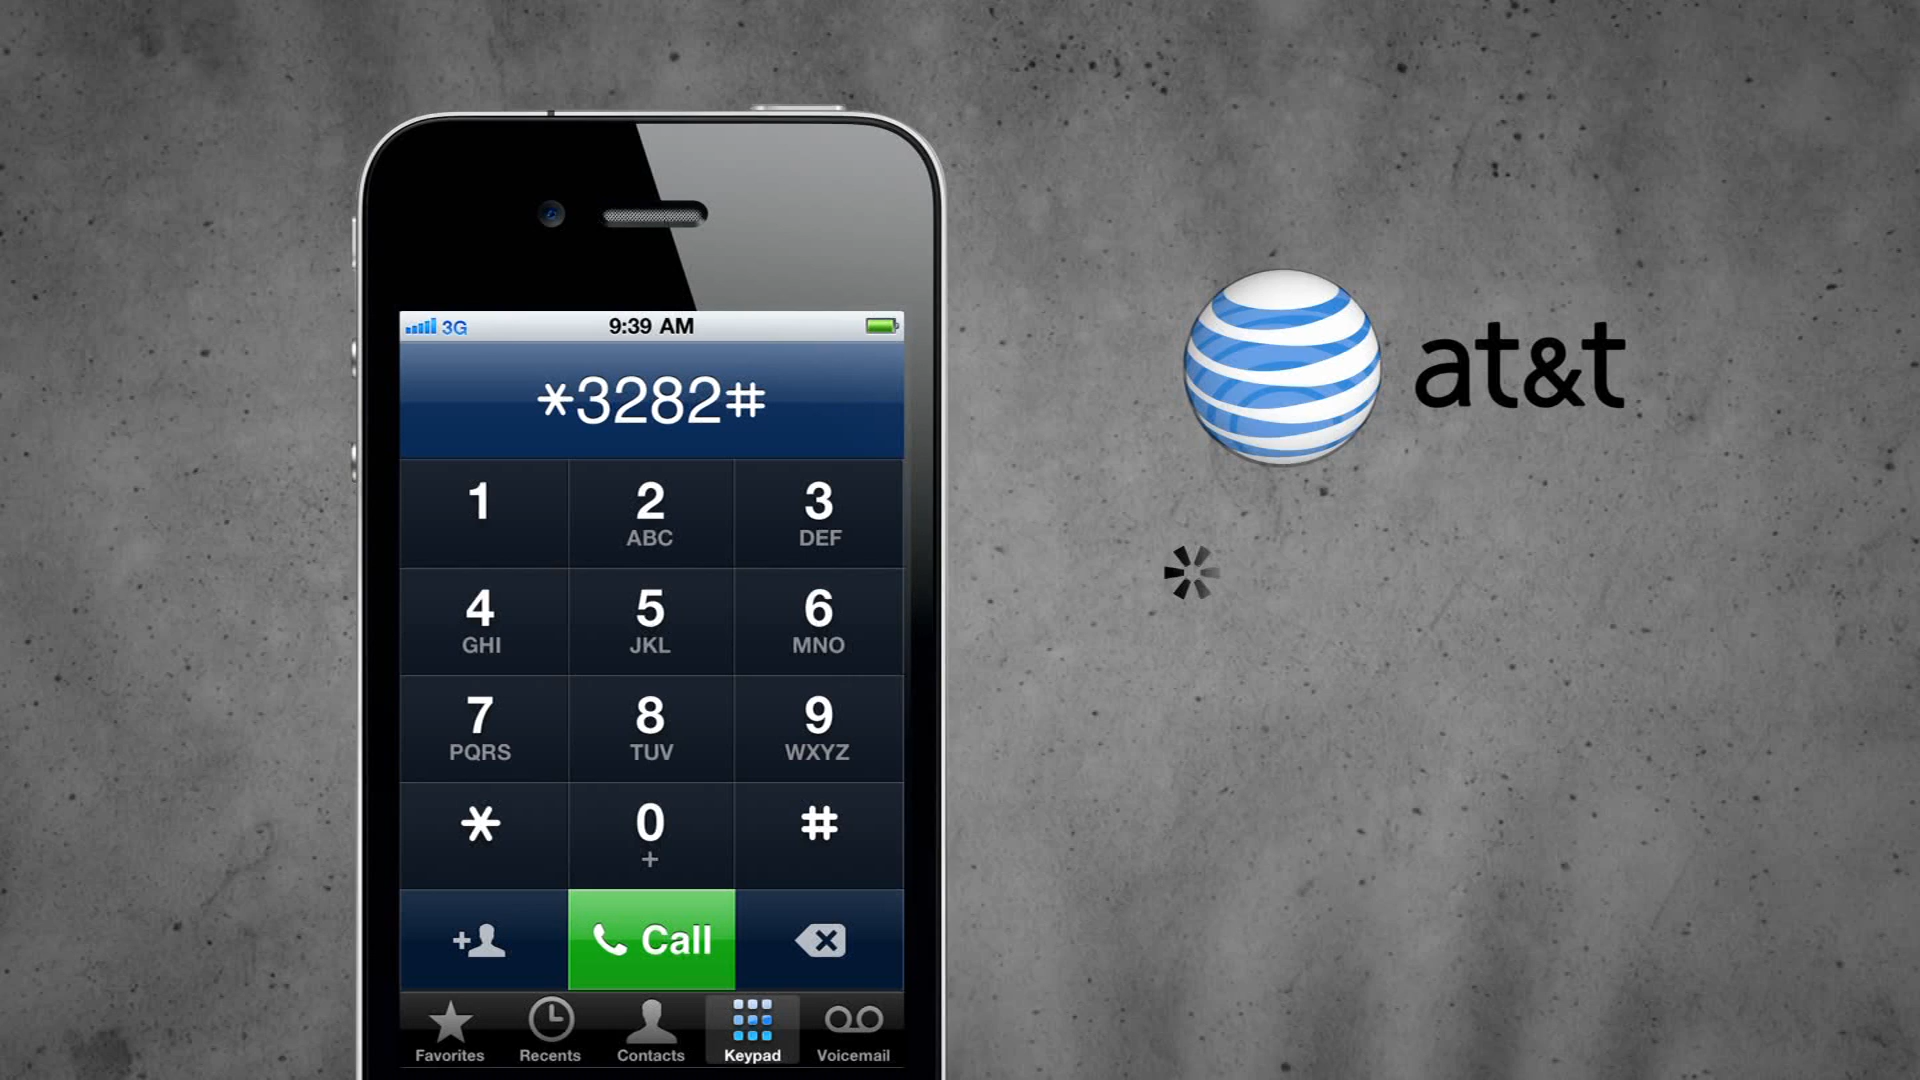 3G 9:39 AM
*3282#
1 2 3
ABC DEF
4 5 6
GHI JKL MNO
7 8 9
PQRS TUV WXYZ
* 0 #
+
+ Call
Favorites Recents Contacts Keypad Voicemail
at&t